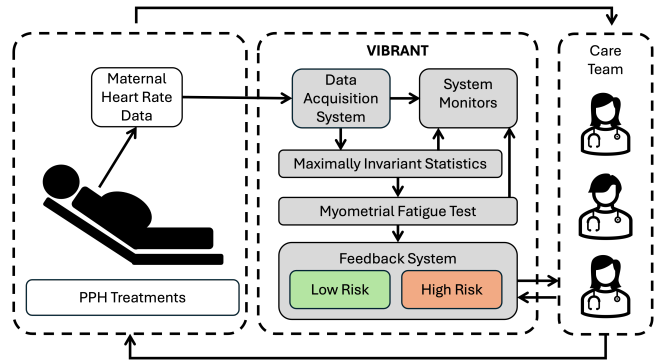 Maternal
Heart Rate
Data
PPH Treatments
VIBRANT
Data
Acquisition
System
System
Monitors
Maximally Invariant Statistics
Myometrial Fatigue Test
Feedback System
Low Risk
High Risk
Care
Team